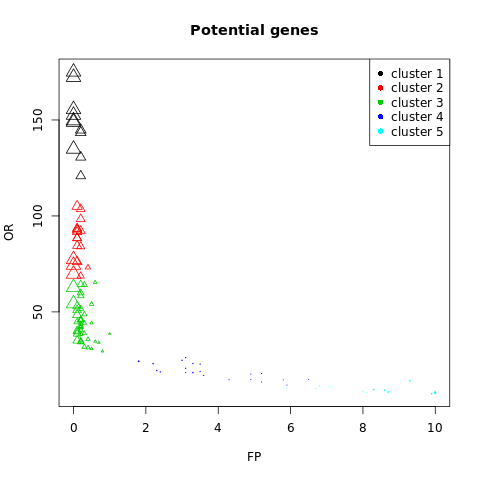 Potential genes
cluster 1
cluster 2
cluster 3
cluster 4
cluster 5
OR
150
100
50
0
2
4
6
8
10
FP